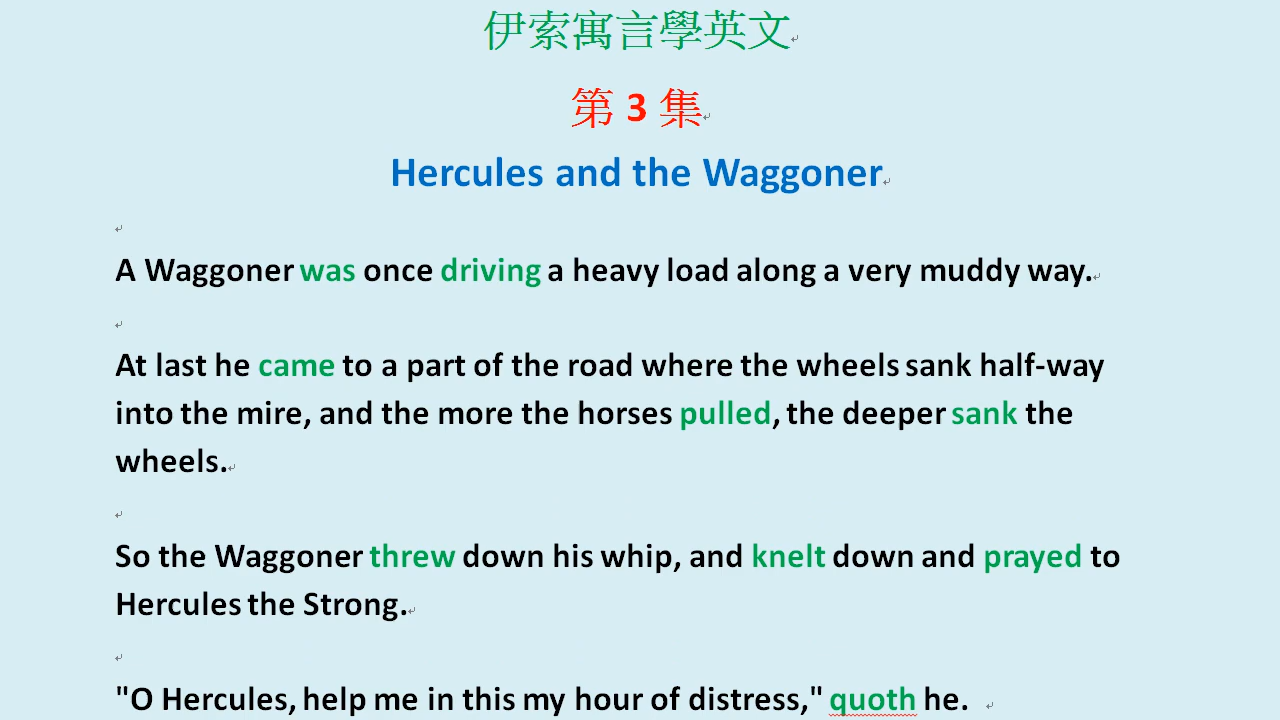 伊索寓言學英文
第 3 集
Hercules and the Waggoner
A Waggoner was once driving a heavy load along a very muddy way.
At last he came to a part of the road where the wheels sank half-way
into the mire, and the more the horses pulled, the deeper sank the
wheels.
So the Waggoner threw down his whip, and knelt down and prayed to
Hercules the Strong.
"O Hercules, help me in this my hour of distress," quoth he.